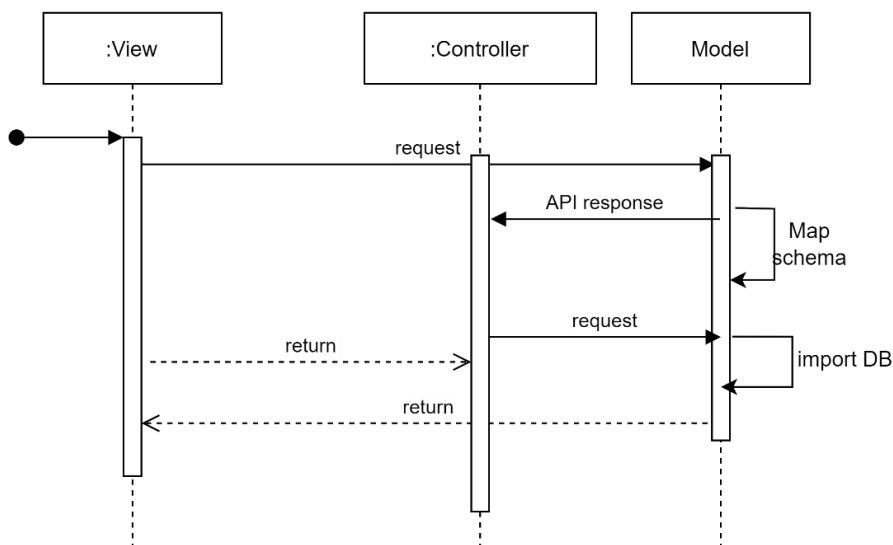 :View
:Controller
Model
request
API response
Map
schema
request
return
import DB
return